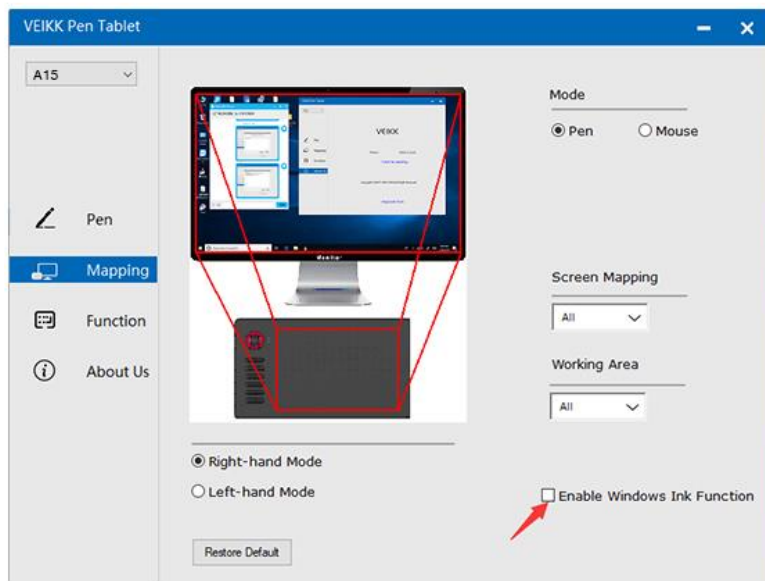 VEIKK Pen Tablet
A15
Mode
Pen
Mouse
VEIKK
Pen
Mapping
Function
About Us
Screen Mapping
All
Working Area
All
Right-hand Mode
Left-hand Mode
Enable Windows Ink Function
Restore Default